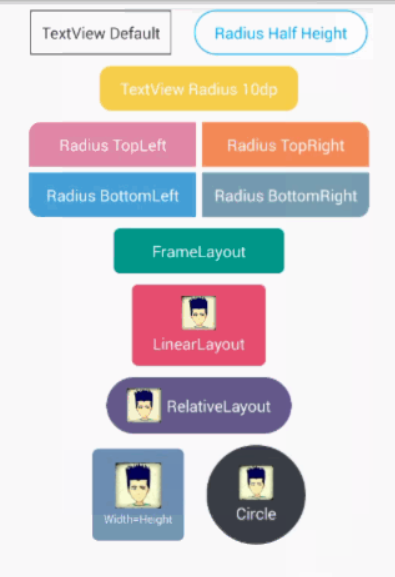 TextView Default
Radius Half Height
TextView Radius 10dp
Radius TopLeft
Radius TopRight
Radius BottomLeft
Radius BottomRight
FrameLayout
LinearLayout
RelativeLayout
Width=Height
Circle